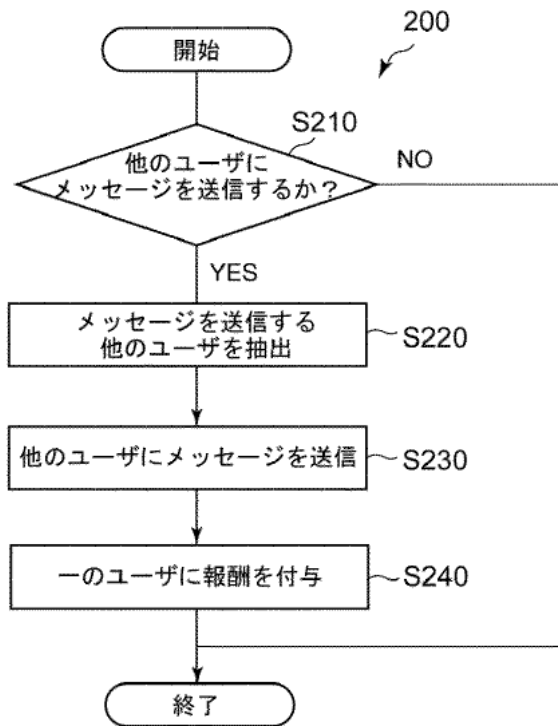 200
開始
S210
他のユーザに
メッセージを送信するか？
NO
YES
メッセージを送信する
他のユーザを抽出
S220
他のユーザにメッセージを送信
S230
一のユーザに報酬を付与
S240
終了